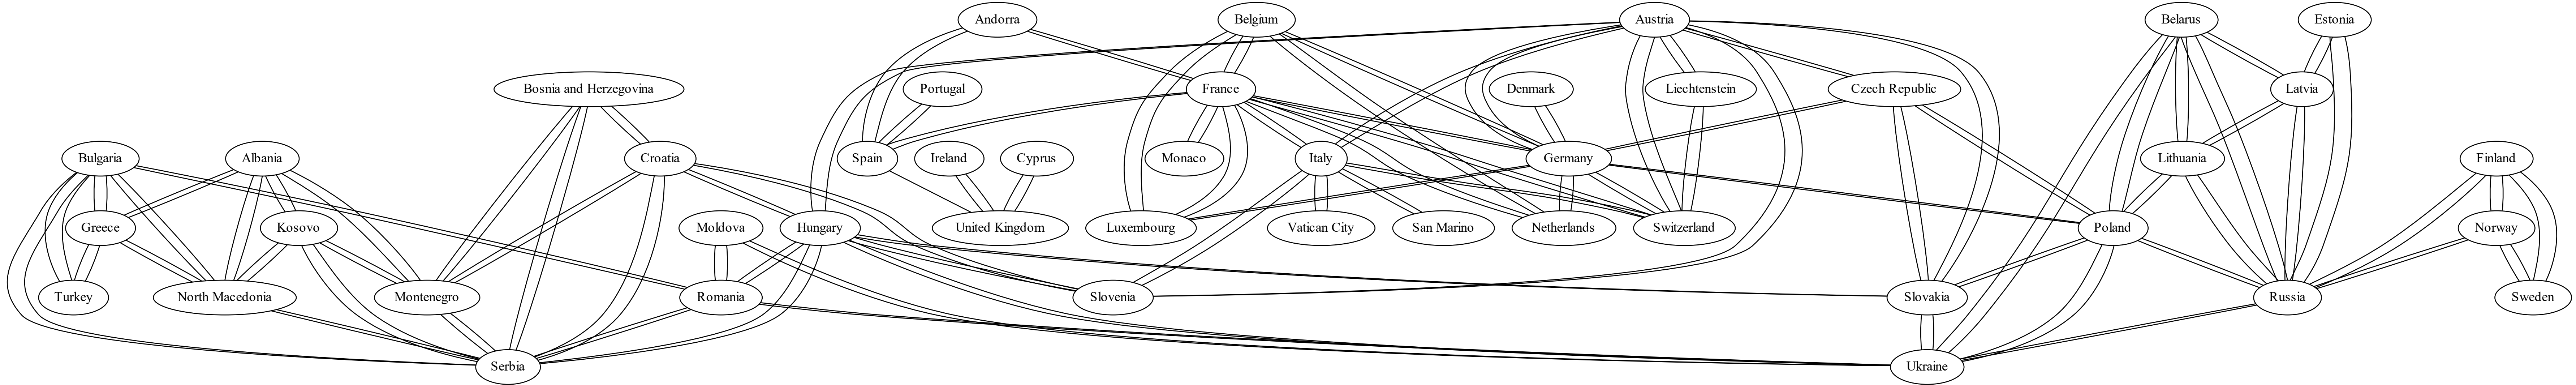 Andorra
Belgium
Austria
Belarus
Estonia
Bosnia and Herzegovina
Portugal
France
Denmark
Liechtenstein
Czech Republic
Latvia
Bulgaria
Albania
Croatia
Spain
Ireland
Cyprus
Monaco
Italy
Germany
Lithuania
Finland
Greece
Kosovo
Moldova
Hungary
United Kingdom
Luxembourg
Vatican City
San Marino
Netherlands
Switzerland
Poland
Norway
Turkey
North Macedonia
Montenegro
Romania
Slovenia
Slovakia
Russia
Sweden
Serbia
Ukraine